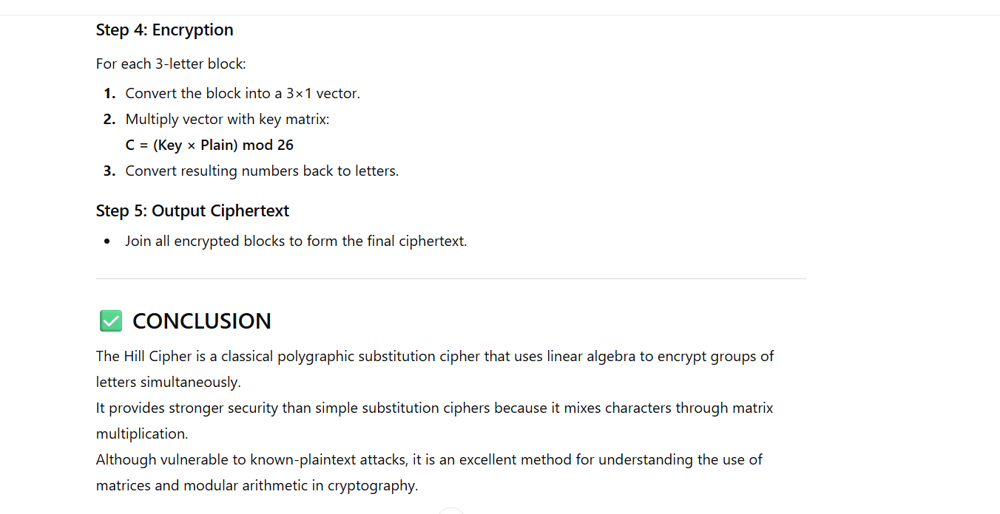 Step 4: Encryption
For each 3-letter block:
1. Convert the block into a 3×1 vector.
2. Multiply vector with key matrix:
C = (Key × Plain) mod 26
3. Convert resulting numbers back to letters.
Step 5: Output Ciphertext
• Join all encrypted blocks to form the final ciphertext.
✅ CONCLUSION
The Hill Cipher is a classical polygraphic substitution cipher that uses linear algebra to encrypt groups of
letters simultaneously.
It provides stronger security than simple substitution ciphers because it mixes characters through matrix
multiplication.
Although vulnerable to known-plaintext attacks, it is an excellent method for understanding the use of
matrices and modular arithmetic in cryptography.